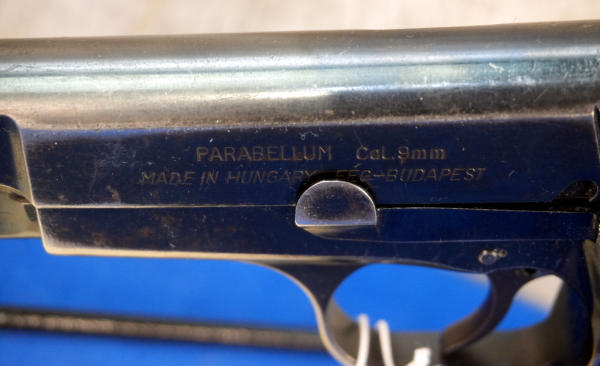 PARABELLUM Cal. 9mm
MADE IN HUNGARY FEG-BUDAPEST